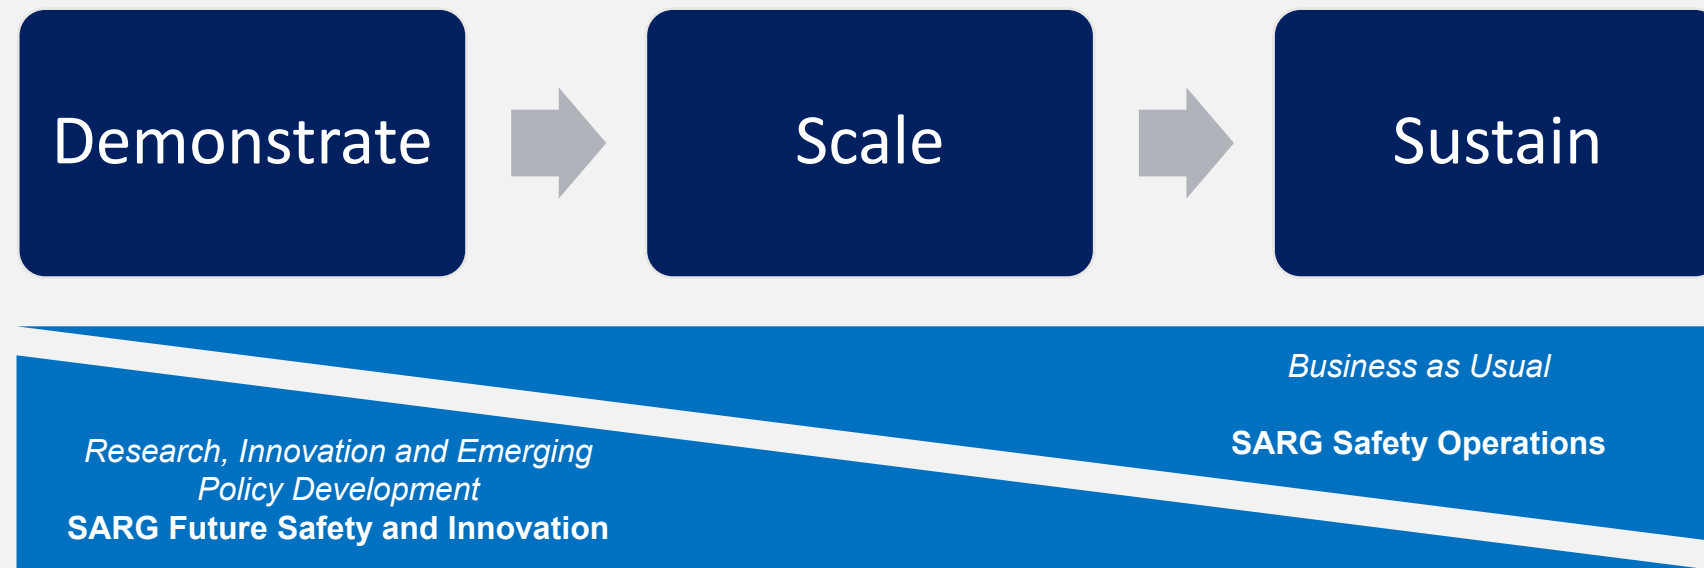 Demonstrate
Scale
Sustain
Business as Usual
SARG Safety Operations
Research, Innovation and Emerging
Policy Development
SARG Future Safety and Innovation